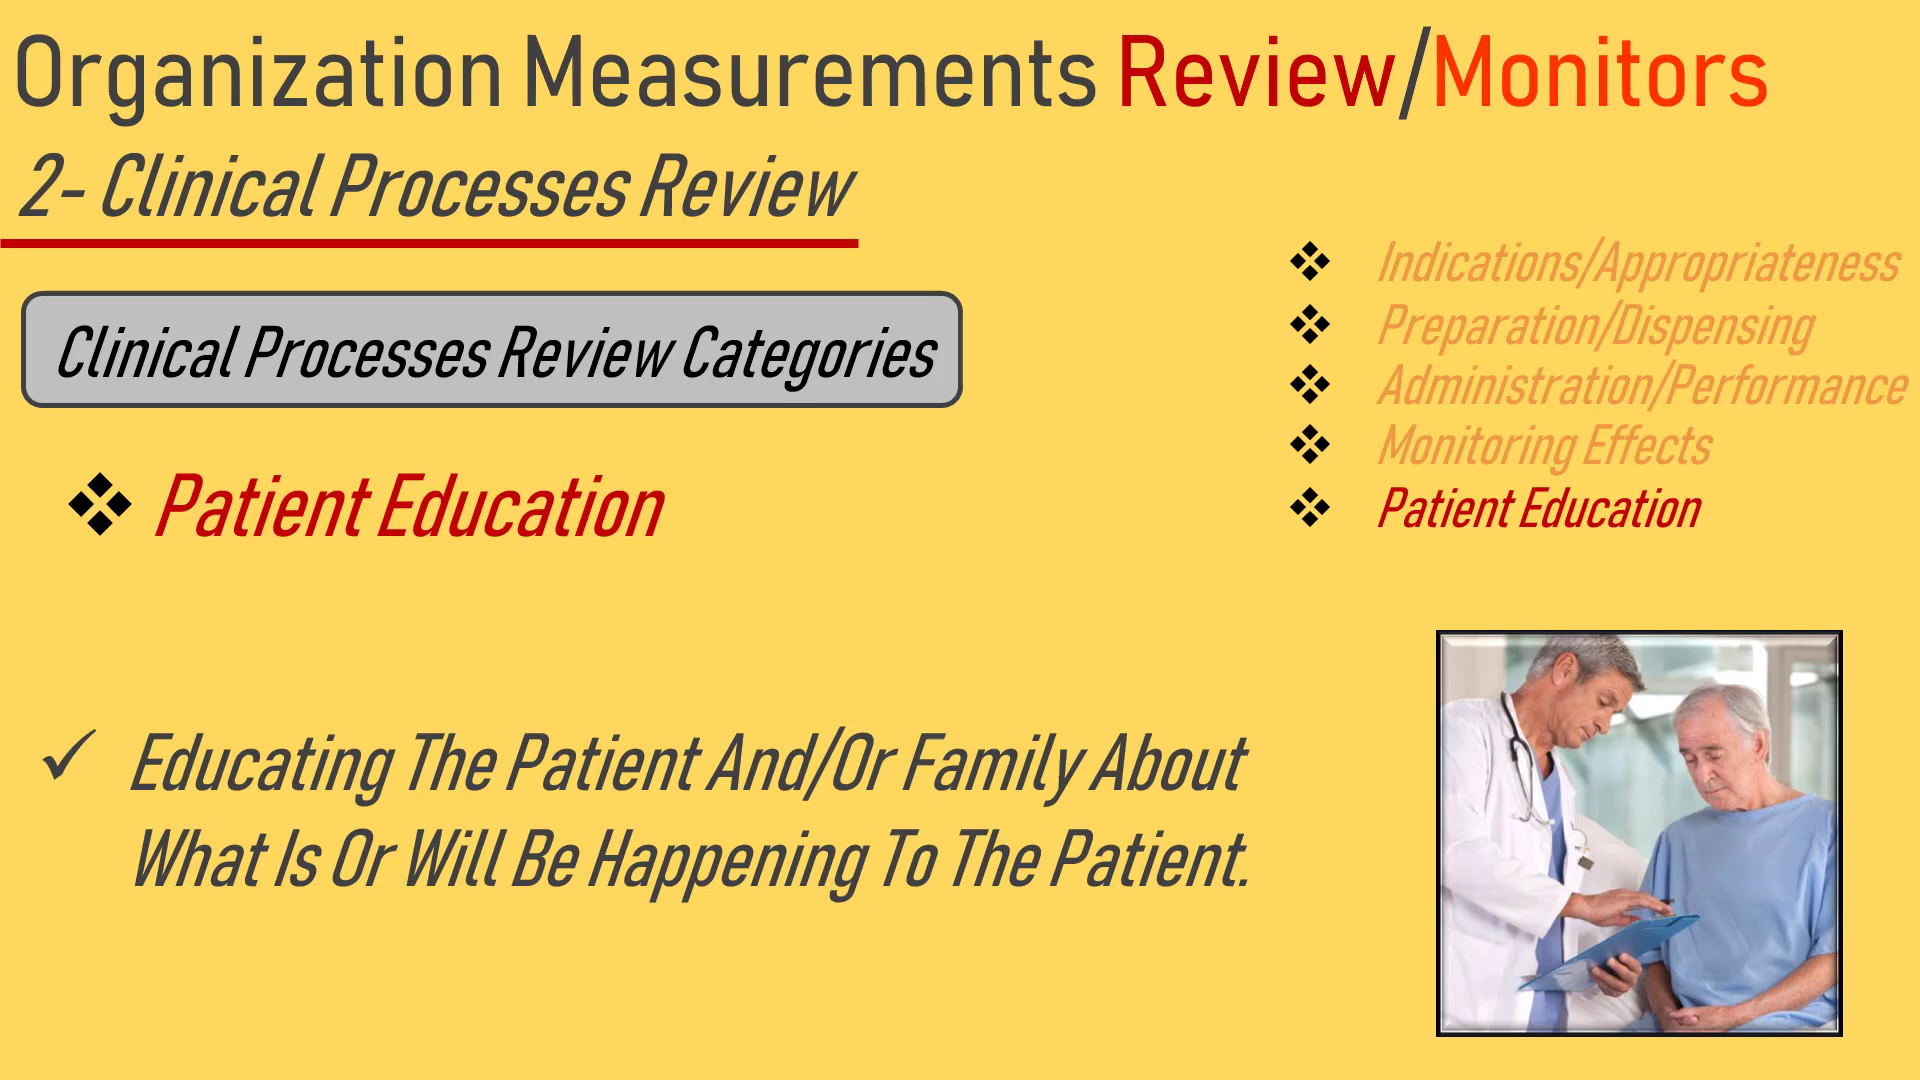 Organization Measurements Review/Monitors
2- Clinical Processes Review
Clinical Processes Review Categories
Patient Education
Indications/Appropriateness
Preparation/Dispensing
Administration/Performance
Monitoring Effects
Patient Education
Educating The Patient And/Or Family About
What Is Or Will Be Happening To The Patient.